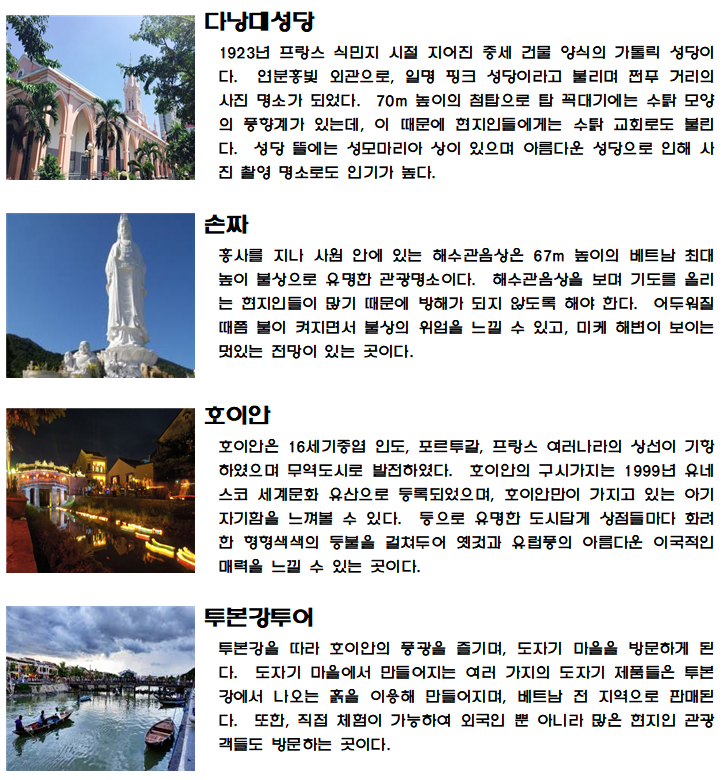 다낭대성당
1923년 프랑스 식민지 시절 지어진 중세 건물 양식의 가톨릭 성당이
다. 연분홍빛 외관으로, 일명 핑크 성당이라고 불리며 쩐푸 거리의
사진 명소가 되었다. 70m 높이의 첨탑으로 탑 꼭대기에는 수탉 모양
의 풍향계가 있는데, 이 때문에 현지인들에게는 수탉 교회로도 불린
다. 성당 뜰에는 성모마리아 상이 있으며 아름다운 성당으로 인해 사
진 촬영 명소로도 인기가 높다.
손짜
흥사를 지나 사원 안에 있는 해수관음상은 67m 높이의 베트남 최대
높이 불상으로 유명한 관광명소이다. 해수관음상을 보며 기도를 올리
는 현지인들이 많기 때문에 방해가 되지 않도록 해야 한다. 어두워질
때쯤 불이 켜지면서 불상의 위엄을 느낄 수 있고, 미케 해변이 보이는
멋있는 전망이 있는 곳이다.
호이안
호이안은 16세기중엽 인도, 포르투갈, 프랑스 여러나라의 상선이 기항
하였으며 무역도시로 발전하였다. 호이안의 구시가지는 1999년 유네
스코 세계문화 유산으로 등록되었으며, 호이안만이 가지고 있는 아기
자기함을 느껴볼 수 있다. 등으로 유명한 도시답게 상점들마다 화려
한 형형색색의 등불을 걸쳐두어 옛것과 유럽풍의 아름다운 이국적인
매력을 느낄 수 있는 곳이다.
투본강투어
투본강을 따라 호이안의 풍광을 즐기며, 도자기 마을을 방문하게 된
다. 도자기 마을에서 만들어지는 여러 가지의 도자기 제품들은 투본
강에서 나오는 흙을 이용해 만들어지며, 베트남 전 지역으로 판매된
다. 또한, 직접 체험이 가능하여 외국인 뿐 아니라 많은 현지인 관광
객들도 방문하는 곳이다.